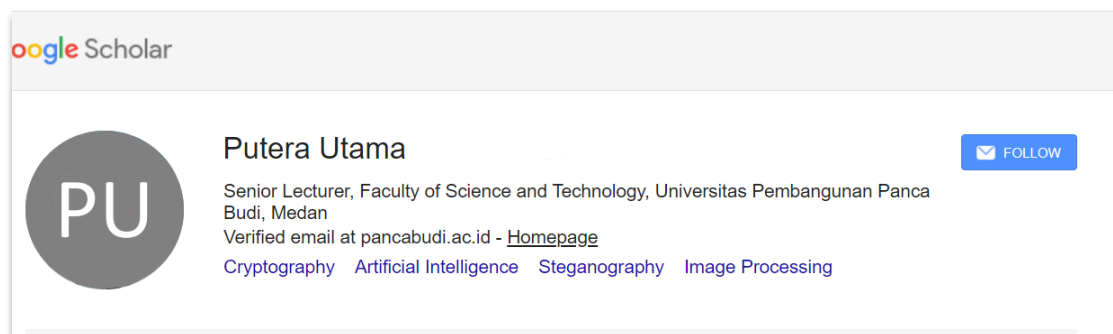 oogle Scholar
PU
Putera Utama
FOLLOW
Senior Lecturer, Faculty of Science and Technology, Universitas Pembangunan Panca
Budi, Medan
Verified email at pancabudi.ac.id - Homepage
Cryptography Artificial Intelligence Steganography Image Processing